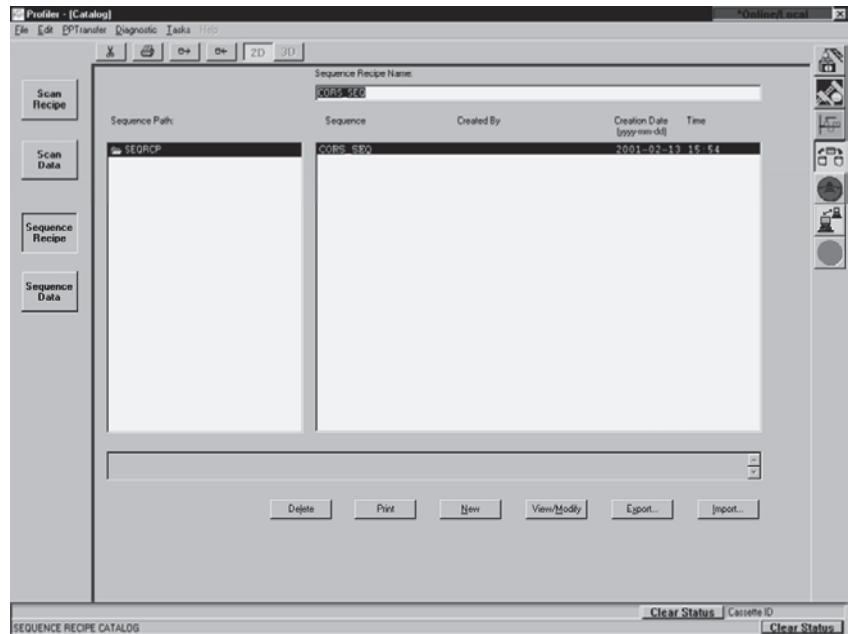 Profiler - [Catalog]
*Online/Local
File Edit PPTransfer Diagnostic Tasks Help
2D 3D
Scan Recipe
Scan Data
Sequence Recipe
Sequence Data
Sequence Recipe Name:
CORS_SEQ
Sequence Path:
Sequence Created By Creation Date (yyyy-mm-dd) Time
SEQRCP
CORS_SEQ 2001-02-13 15:54
Delete Print New View/Modify Export... Import...
Clear Status Cassette ID
SEQUENCE RECIPE CATALOG Clear Status